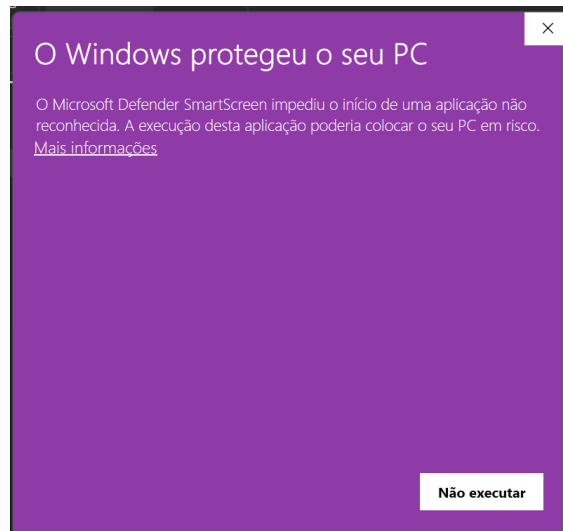 O Windows protegeu o seu PC
O Microsoft Defender SmartScreen impediu o início de uma aplicação não
reconhecida. A execução desta aplicação poderia colocar o seu PC em risco.
Mais informações
Não executar